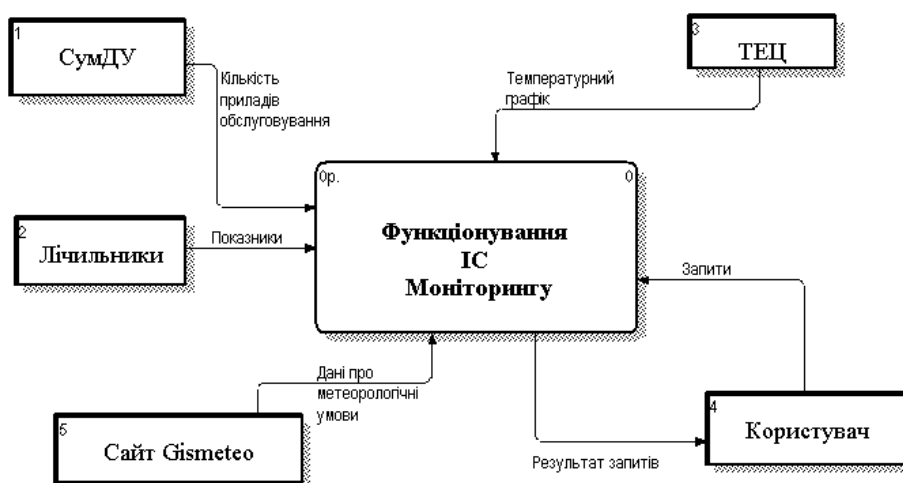 1
СумДУ
3
ТЕЦ
Кількість
приладів
обслуговування
Температурний
графік
0р.
0
Функціонування
ІС
Моніторингу
2
Лічильники
Показники
Запити
Дані про
метеорологічні
умови
5
Сайт Gismeteo
4
Користувач
Результат запитів